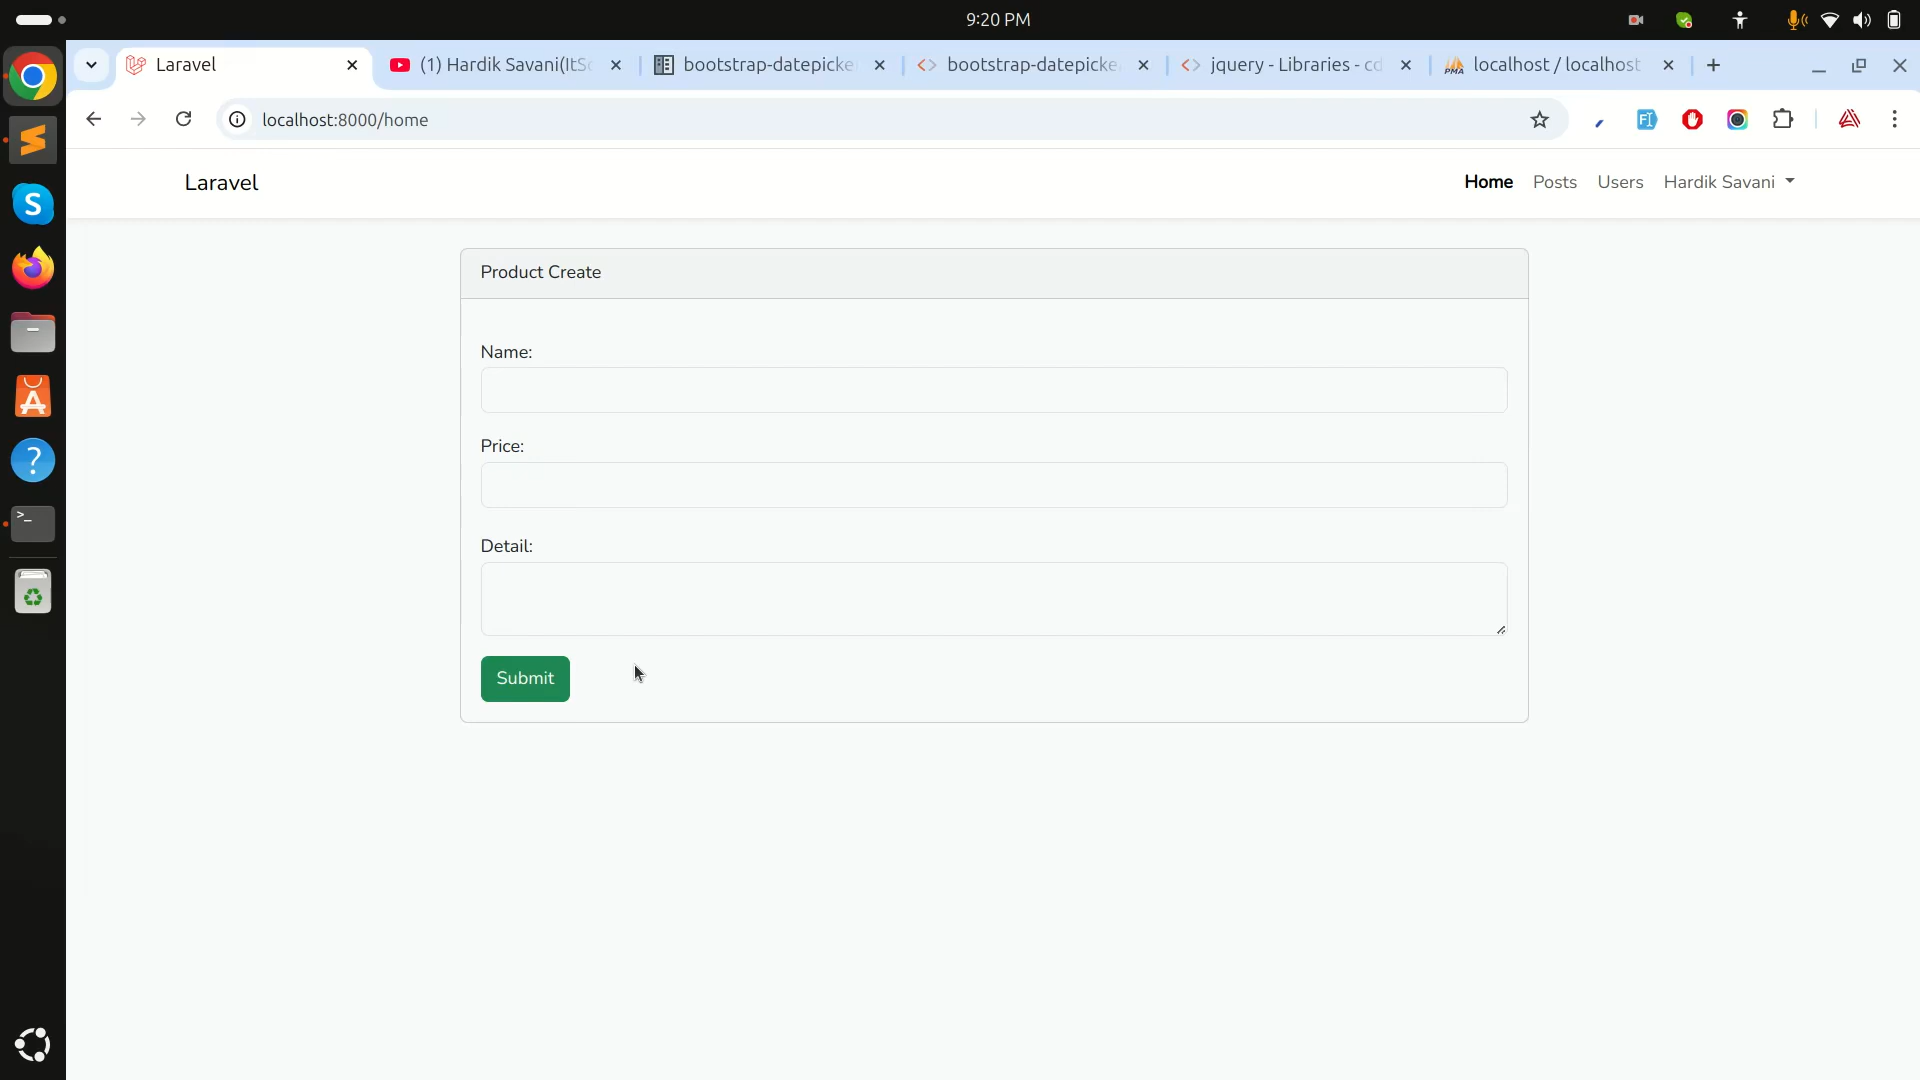 9:20 PM
Laravel
(1) Hardik Savani(ItSo
bootstrap-datepicke
bootstrap-datepicke
jquery - Libraries - cd
localhost / localhost
localhost:8000/home
Laravel
Home
Posts
Users
Hardik Savani
Product Create
Name:
Price:
Detail:
Submit